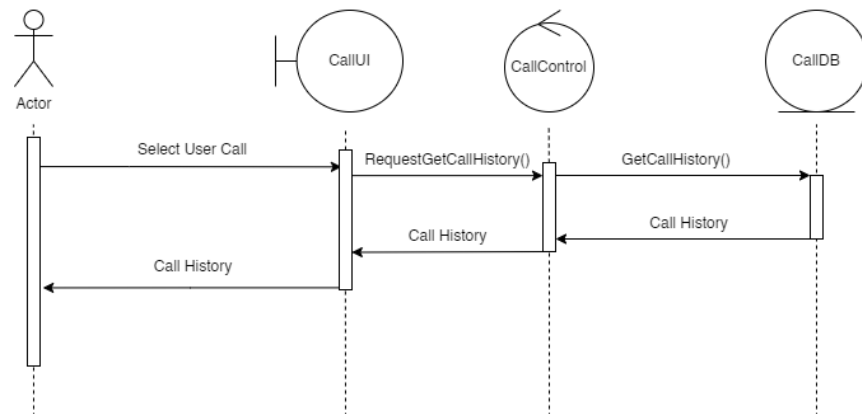 CallUI
CallControl
CallDB
Actor
Select User Call
RequestGetCallHistory()
GetCallHistory()
Call History
Call History
Call History